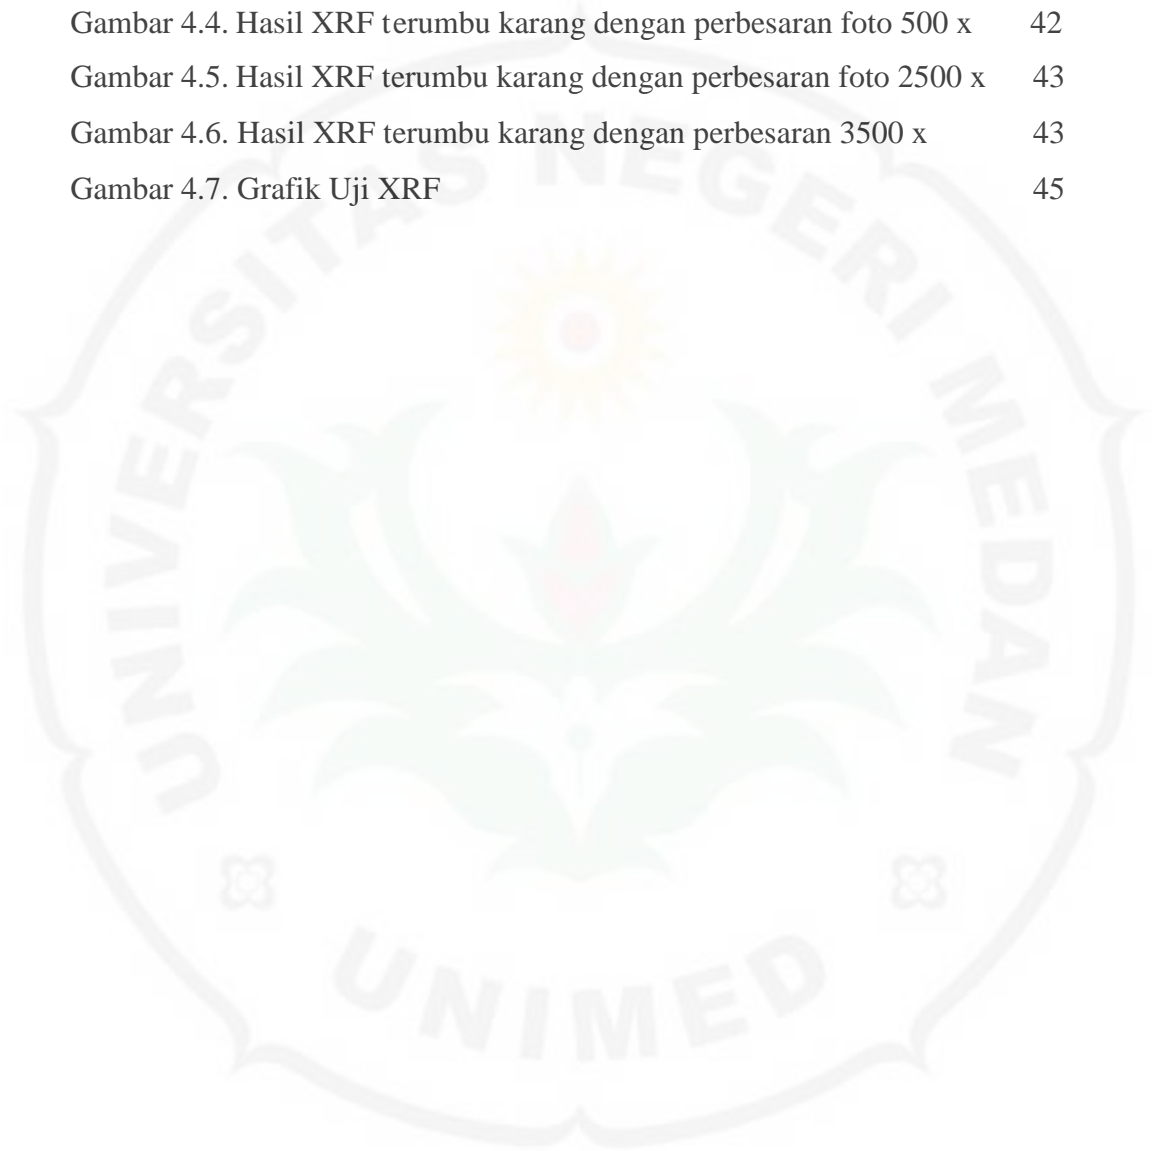 Gambar 4.4. Hasil XRF terumbu karang dengan perbesaran foto 500 x 42
Gambar 4.5. Hasil XRF terumbu karang dengan perbesaran foto 2500 x 43
Gambar 4.6. Hasil XRF terumbu karang dengan perbesaran 3500 x 43
Gambar 4.7. Grafik Uji XRF 45
UNIVERSITAS NEGERI MEDAN
UNIMED